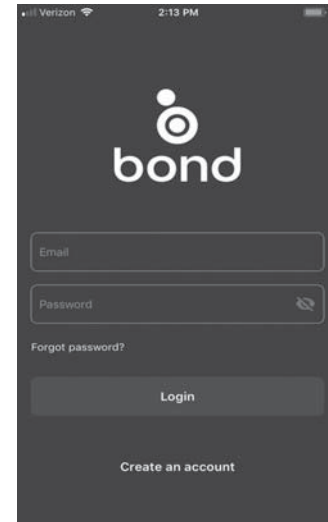 Verizon 2:13 PM
bond
Email
Password
Forgot password?
Login
Create an account